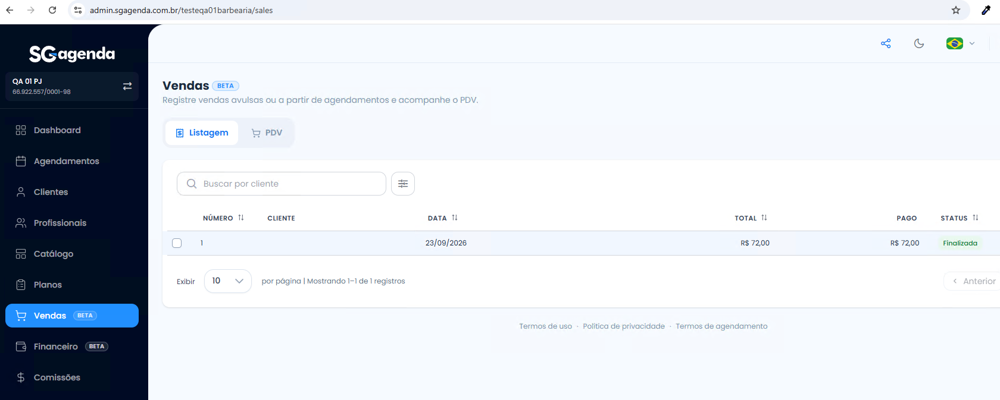 admin.sgagenda.com.br/testeqa01barbearia/sales
SGagenda
QA 01 PJ
66.922.557/0001-98
Dashboard
Agendamentos
Clientes
Profissionais
Catálogo
Planos
Vendas BETA
Financeiro BETA
Comissões
Vendas BETA
Registre vendas avulsas ou a partir de agendamentos e acompanhe o PDV.
Listagem PDV
Buscar por cliente
NÚMERO CLIENTE DATA TOTAL PAGO STATUS
1 23/09/2026 R$ 72,00 R$ 72,00 Finalizada
Exibir 10 por página | Mostrando 1–1 de 1 registros Anterior
Termos de uso · Política de privacidade · Termos de agendamento